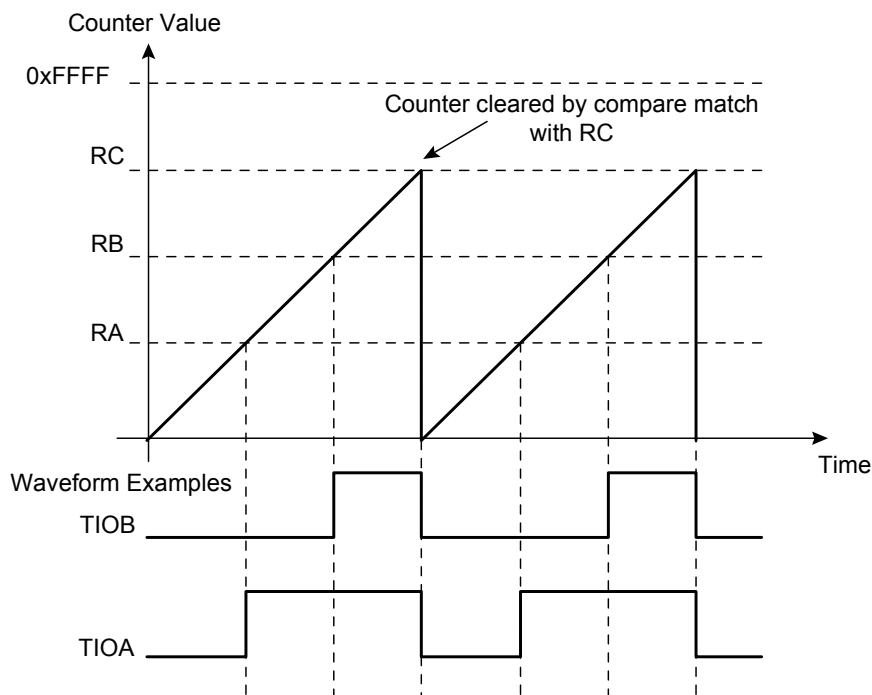 Counter Value
0xFFFF
Counter cleared by compare match
with RC
RC
RB
RA
Time
Waveform Examples
TIOB
TIOA